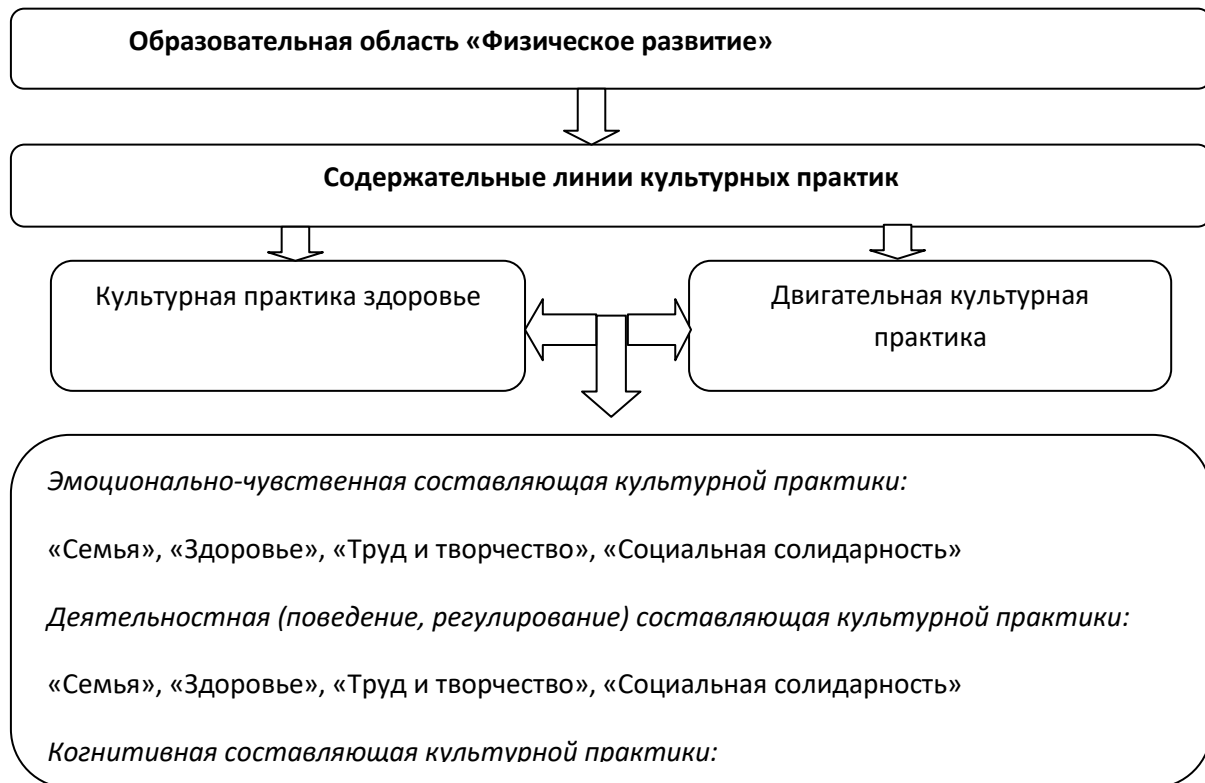 Образовательная область «Физическое развитие»
Содержательные линии культурных практик
Культурная практика здоровье
Двигательная культурная
практика
Эмоционально-чувственная составляющая культурной практики:
«Семья», «Здоровье», «Труд и творчество», «Социальная солидарность»
Деятельностная (поведение, регулирование) составляющая культурной практики:
«Семья», «Здоровье», «Труд и творчество», «Социальная солидарность»
Когнитивная составляющая культурной практики: